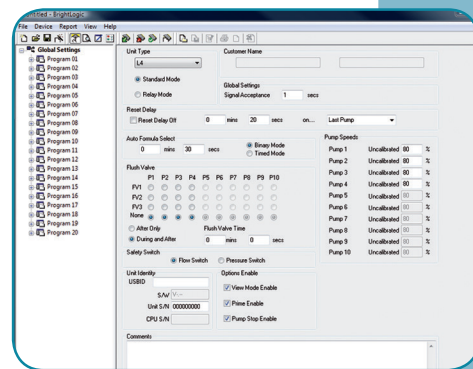 Untitled - BrightLogic
File Device Report View Help
Global Settings
Program 01
Program 02
Program 03
Program 04
Program 05
Program 06
Program 07
Program 08
Program 09
Program 10
Program 11
Program 12
Program 13
Program 14
Program 15
Program 16
Program 17
Program 18
Program 19
Program 20
Unit Type
L4
Standard Mode
Relay Mode
Customer Name
Global Settings
Signal Acceptance 1 secs
Reset Delay
Reset Delay Off 0 mins 20 secs on... Last Pump
Auto Formula Select
0 mins 30 secs
Binary Mode
Timed Mode
Flush Valve
P1 P2 P3 P4 P5 P6 P7 P8 P9 P10
FV1
FV2
FV3
None
After Only
During and After
Flush Valve Time
0 mins 0 secs
Safety Switch
Flow Switch Pressure Switch
Pump Speeds
Pump 1 Uncalibrated 80 %
Pump 2 Uncalibrated 80 %
Pump 3 Uncalibrated 80 %
Pump 4 Uncalibrated 80 %
Pump 5 Uncalibrated 80 %
Pump 6 Uncalibrated 80 %
Pump 7 Uncalibrated 80 %
Pump 8 Uncalibrated 80 %
Pump 9 Uncalibrated 80 %
Pump 10 Uncalibrated 80 %
Unit Identity
USBID
S/W V---
Unit S/N 000000000
CPU S/N
Options Enable
View Mode Enable
Prime Enable
Pump Stop Enable
Comments